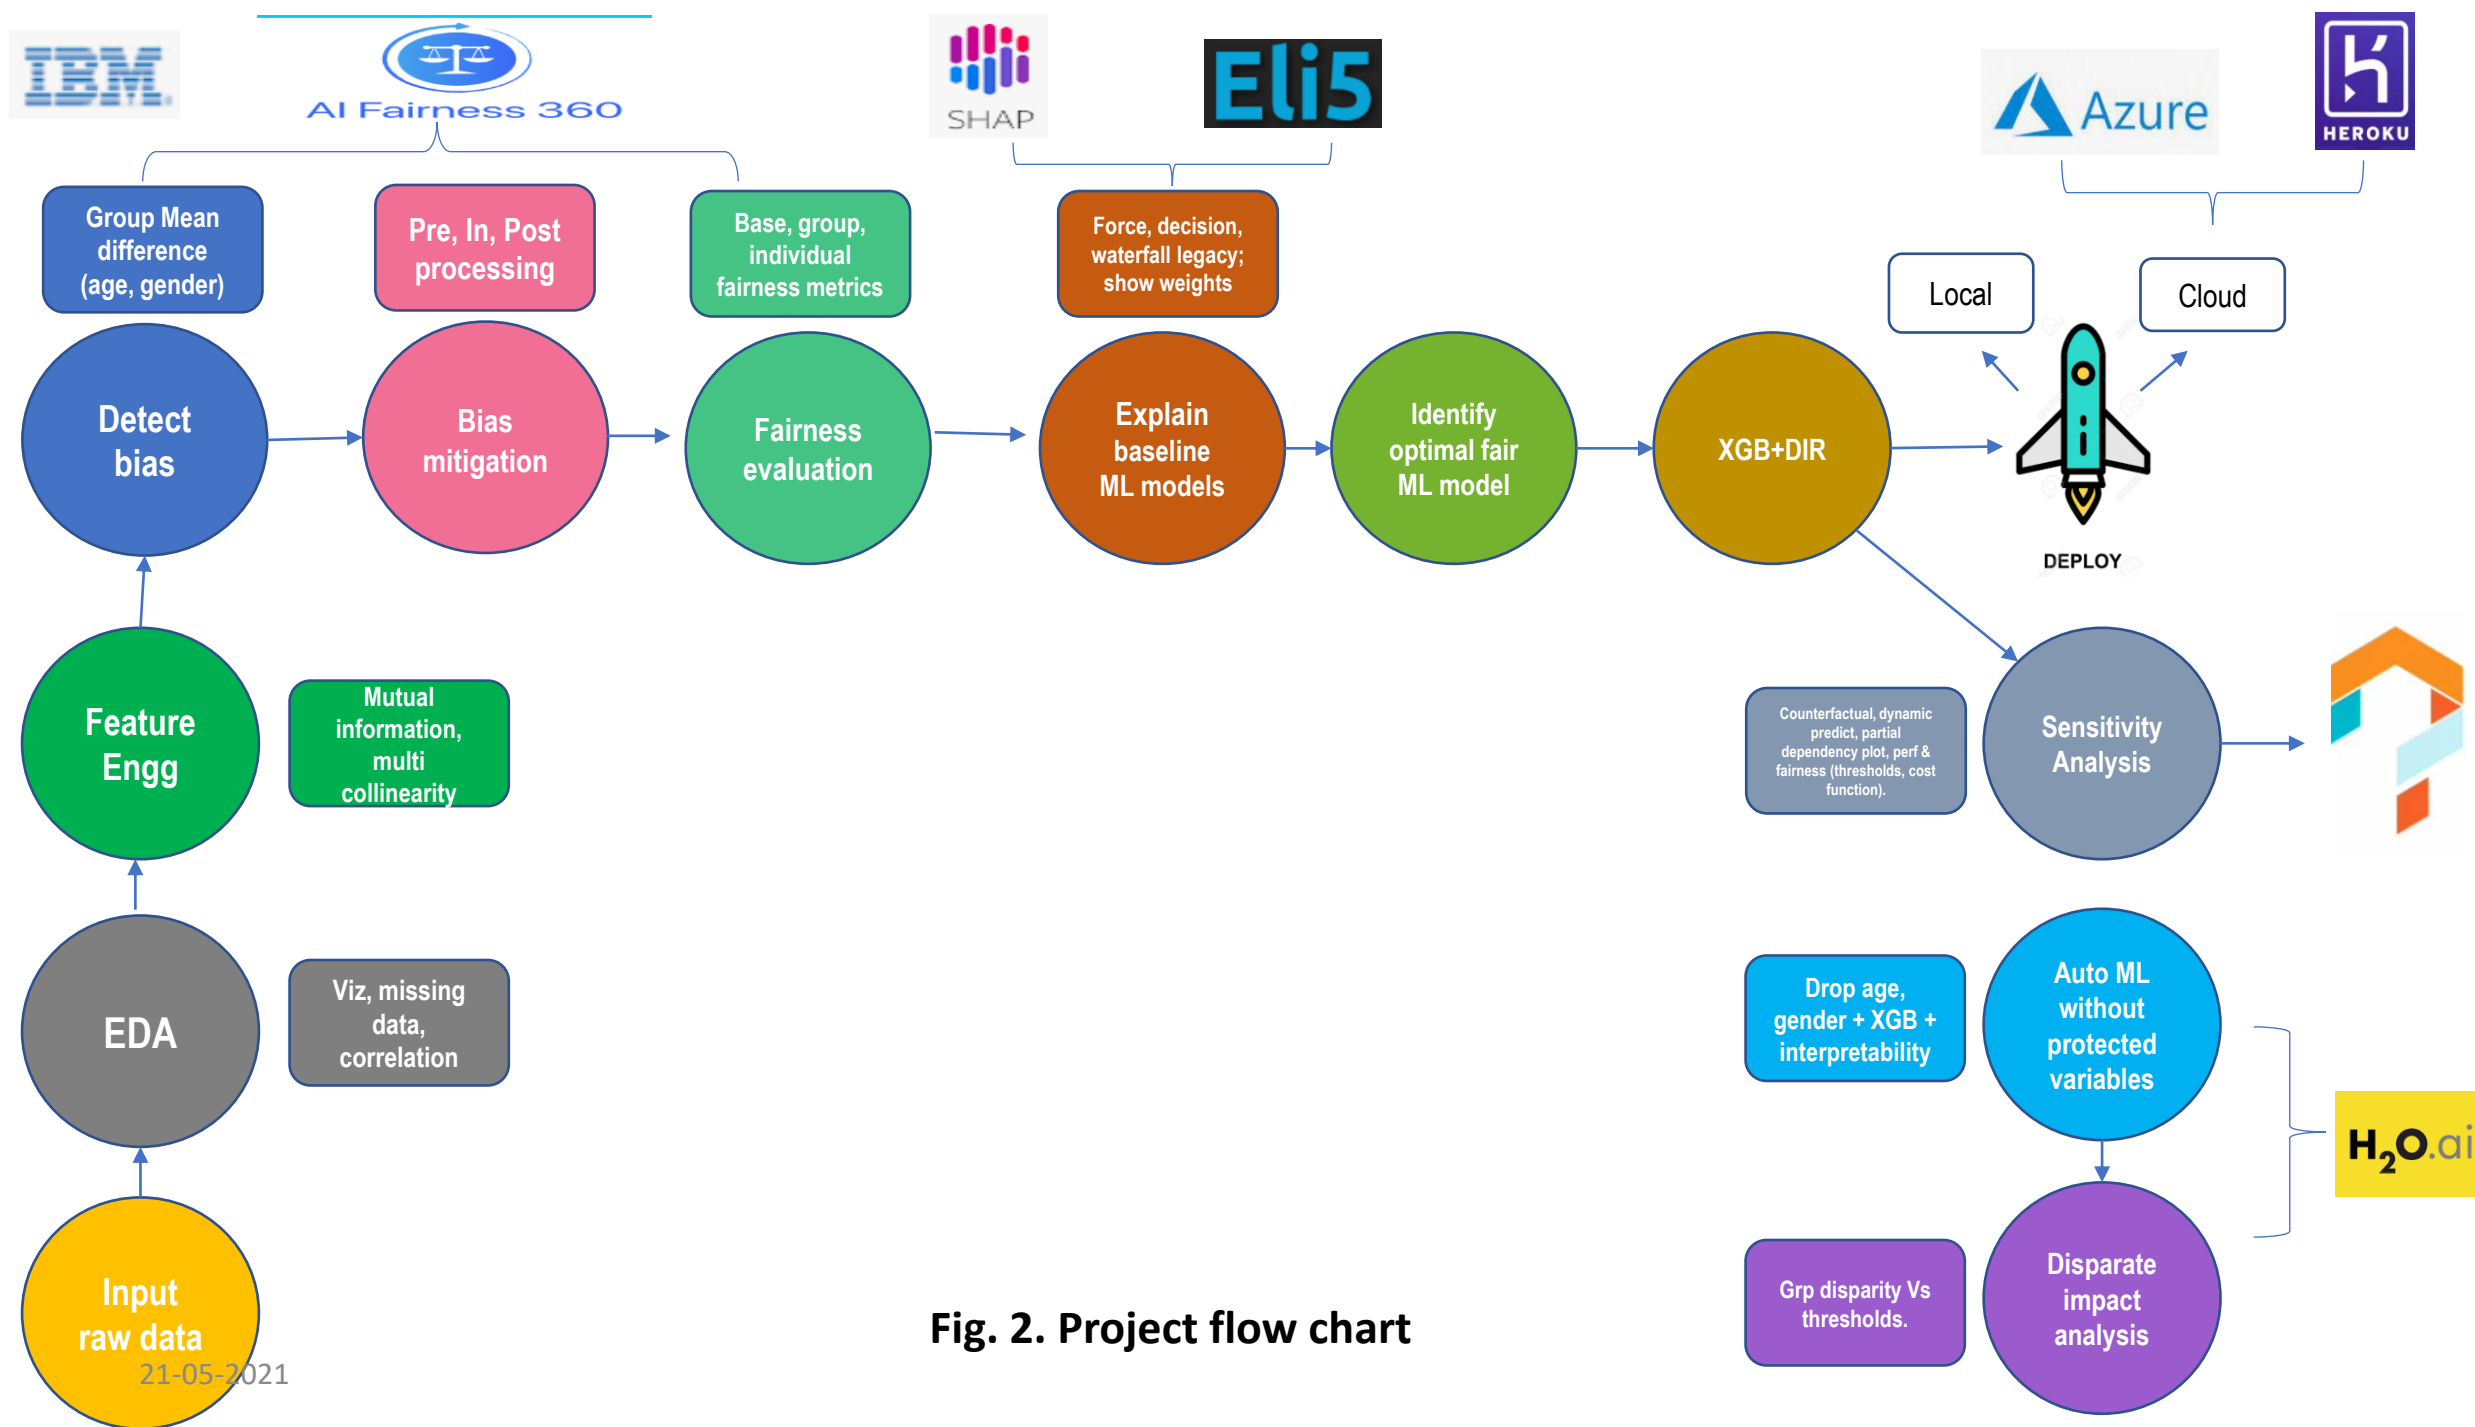 IBM
AI Fairness 360
SHAP
Eli5
Azure
HEROKU
Group Mean
difference
(age, gender)
Pre, In, Post
processing
Base, group,
individual
fairness metrics
Force, decision,
waterfall legacy;
show weights
Local
Cloud
Detect
bias
Bias
mitigation
Fairness
evaluation
Explain
baseline
ML models
Identify
optimal fair
ML model
XGB+DIR
DEPLOY
Feature
Engg
Mutual
information,
multi
collinearity
Counterfactual, dynamic
predict, partial
dependency plot, perf &
fairness (thresholds, cost
function).
Sensitivity
Analysis
EDA
Viz, missing
data,
correlation
Drop age,
gender + XGB +
interpretability
Auto ML
without
protected
variables
H2O.ai
Input
raw data
21-05-2021
Fig. 2. Project flow chart
Grp disparity Vs
thresholds.
Disparate
impact
analysis